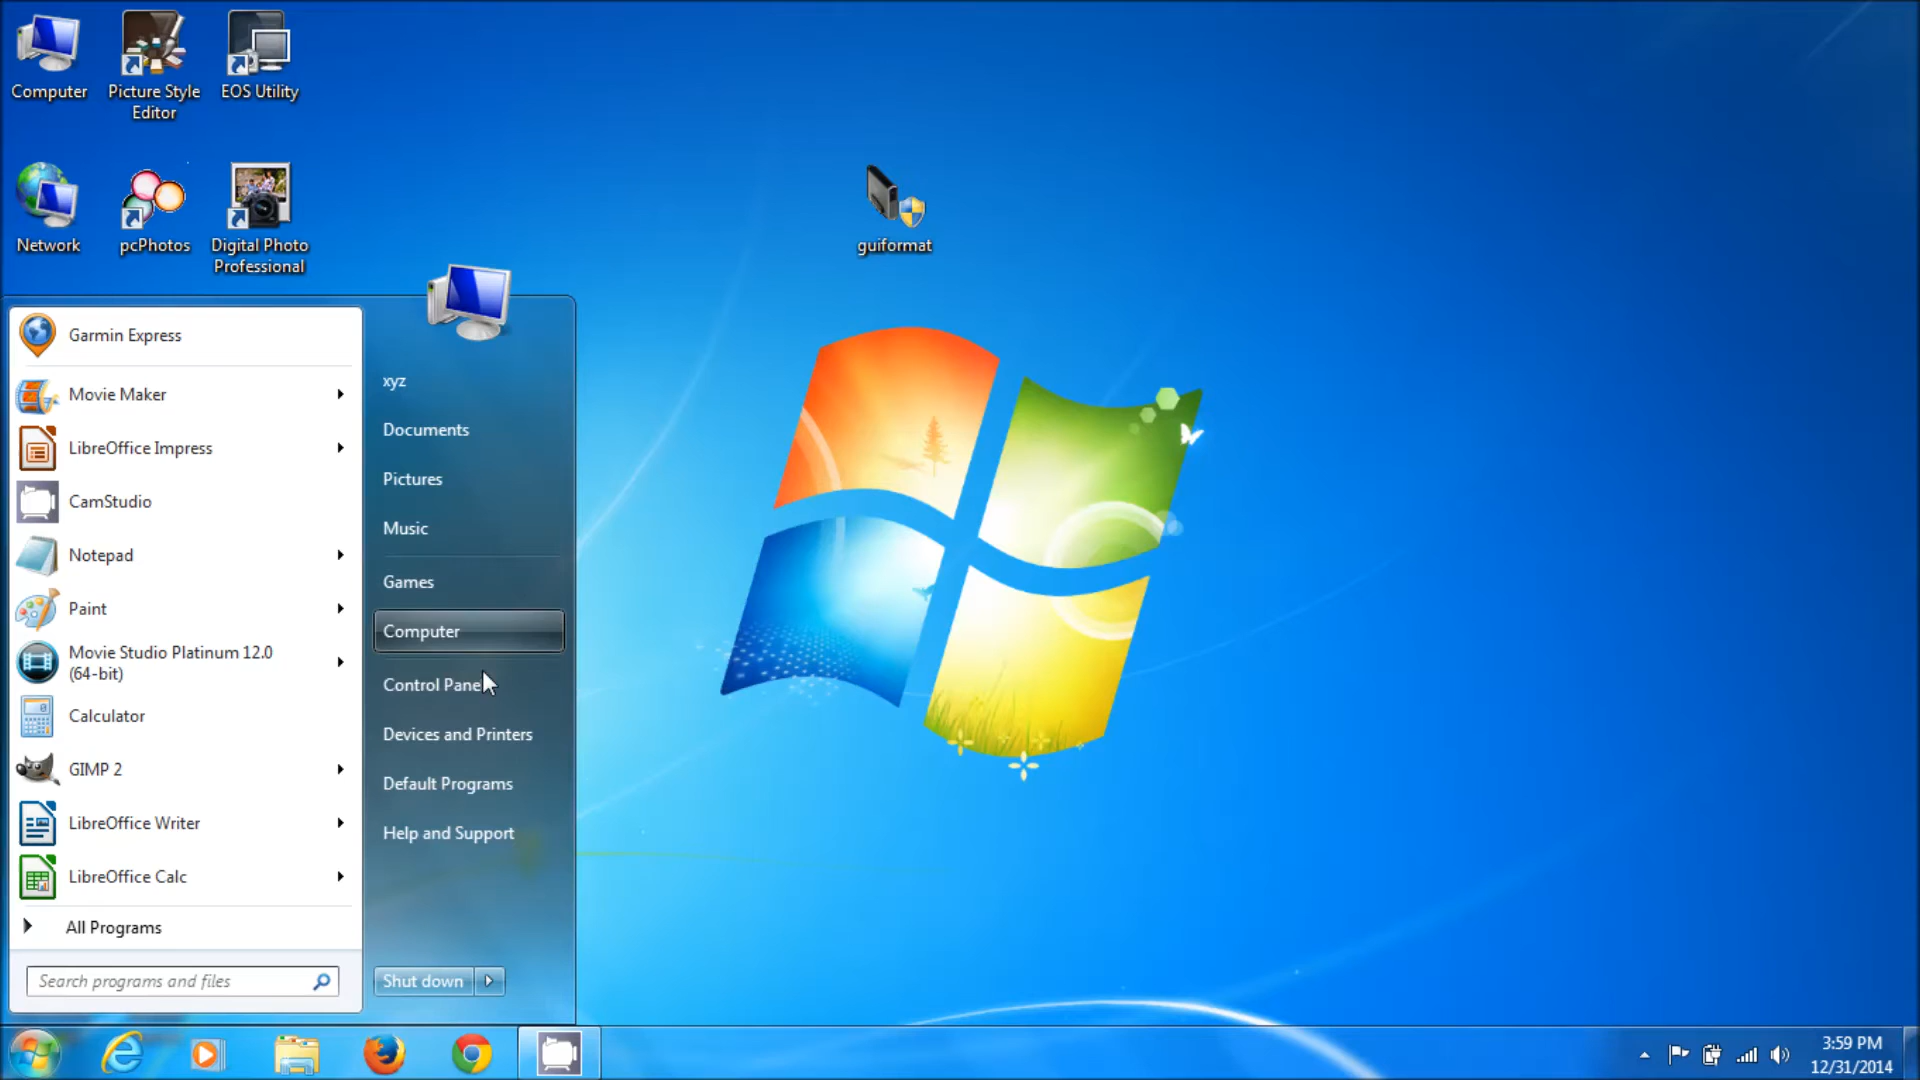 Computer
Picture Style
Editor
EOS Utility
Network
pcPhotos
Digital Photo
Professional
guiformat
Garmin Express
Movie Maker
LibreOffice Impress
CamStudio
Notepad
Paint
Movie Studio Platinum 12.0
(64-bit)
Calculator
GIMP 2
LibreOffice Writer
LibreOffice Calc
All Programs
Search programs and files
xyz
Documents
Pictures
Music
Games
Computer
Control Panel
Devices and Printers
Default Programs
Help and Support
Shut down
3:59 PM
12/31/2014